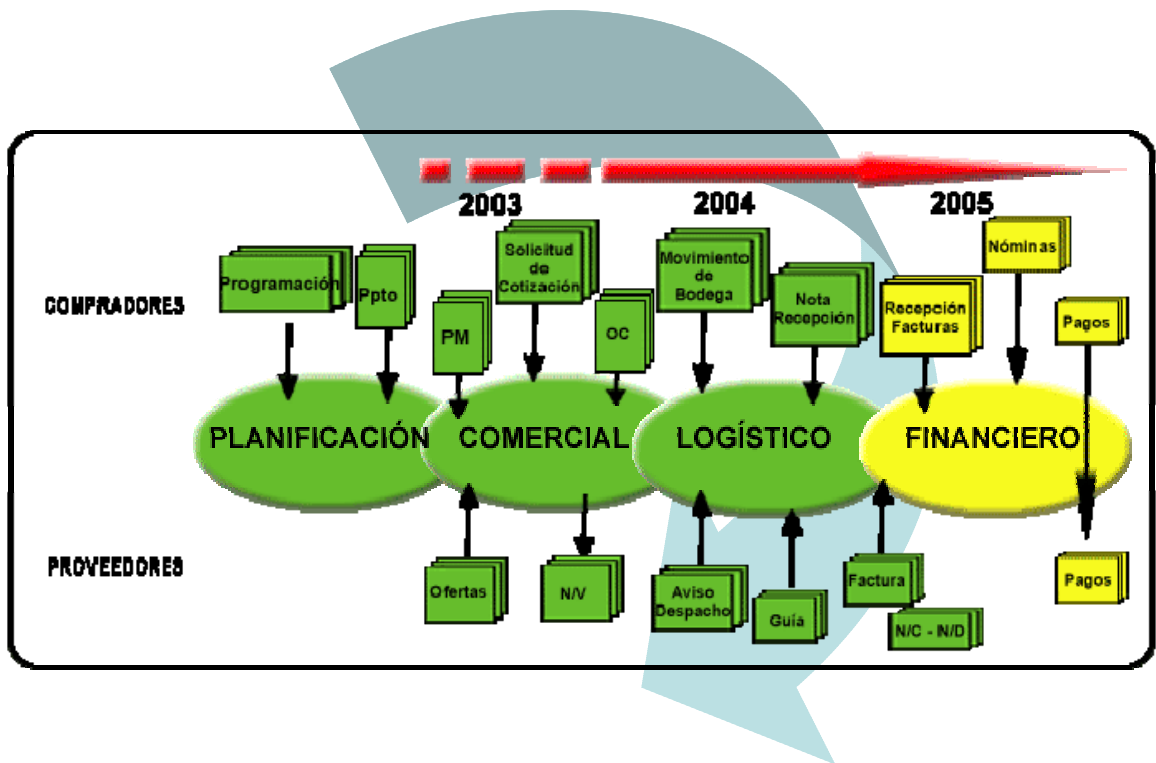 2003
2004
2005
COMPRADORES
Programación
Ppto
PM
Solicitud
de
Cotización
OC
Movimiento
de
Bodega
Nota
Recepción
Recepción
Facturas
Nóminas
Pagos
PLANIFICACIÓN
COMERCIAL
LOGÍSTICO
FINANCIERO
PROVEEDORES
Ofertas
N/V
Aviso
Despacho
Guía
Factura
N/C - N/D
Pagos